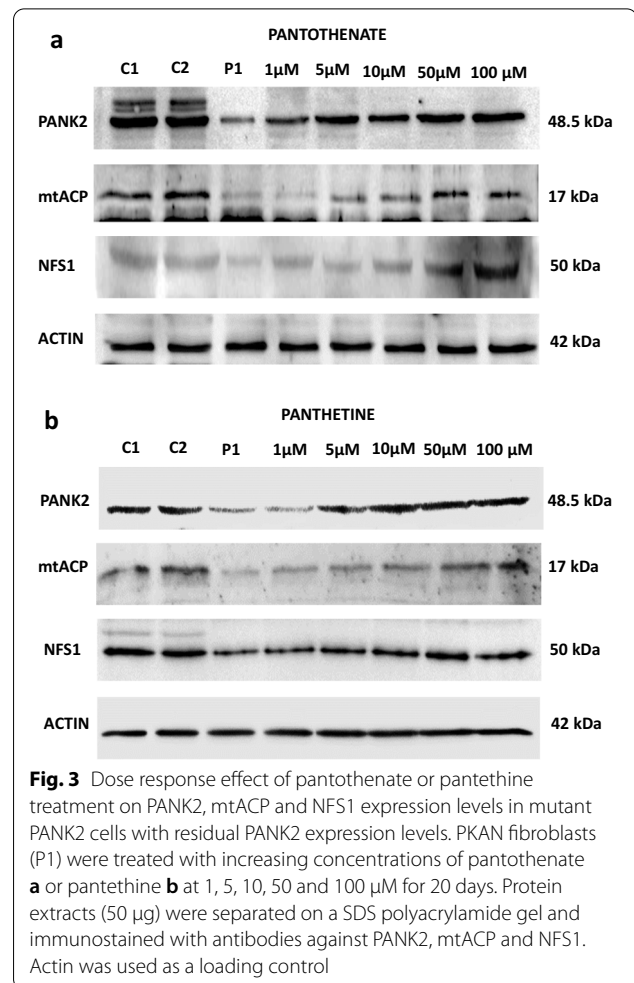 a
PANTOTHENATE
C1 C2 P1 1µM 5µM 10µM 50µM 100 µM
PANK2 48.5 kDa
mtACP 17 kDa
NFS1 50 kDa
ACTIN 42 kDa
b
PANTHETINE
C1 C2 P1 1µM 5µM 10µM 50µM 100 µM
PANK2 48.5 kDa
mtACP 17 kDa
NFS1 50 kDa
ACTIN 42 kDa
Fig. 3 Dose response effect of pantothenate or pantethine
treatment on PANK2, mtACP and NFS1 expression levels in mutant
PANK2 cells with residual PANK2 expression levels. PKAN fibroblasts
(P1) were treated with increasing concentrations of pantothenate
a or pantethine b at 1, 5, 10, 50 and 100 µM for 20 days. Protein
extracts (50 µg) were separated on a SDS polyacrylamide gel and
immunostained with antibodies against PANK2, mtACP and NFS1.
Actin was used as a loading control